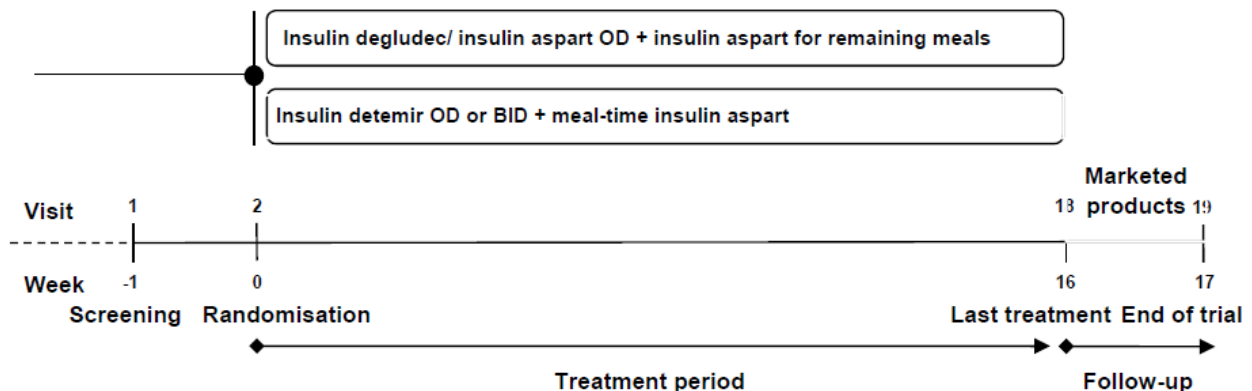 Insulin degludec/ insulin aspart OD + insulin aspart for remaining meals
Insulin detemir OD or BID + meal-time insulin aspart
Marketed
Visit 1 2 18 products 19
Week -1 0 16 17
Screening Randomisation Last treatment End of trial
Treatment period Follow-up